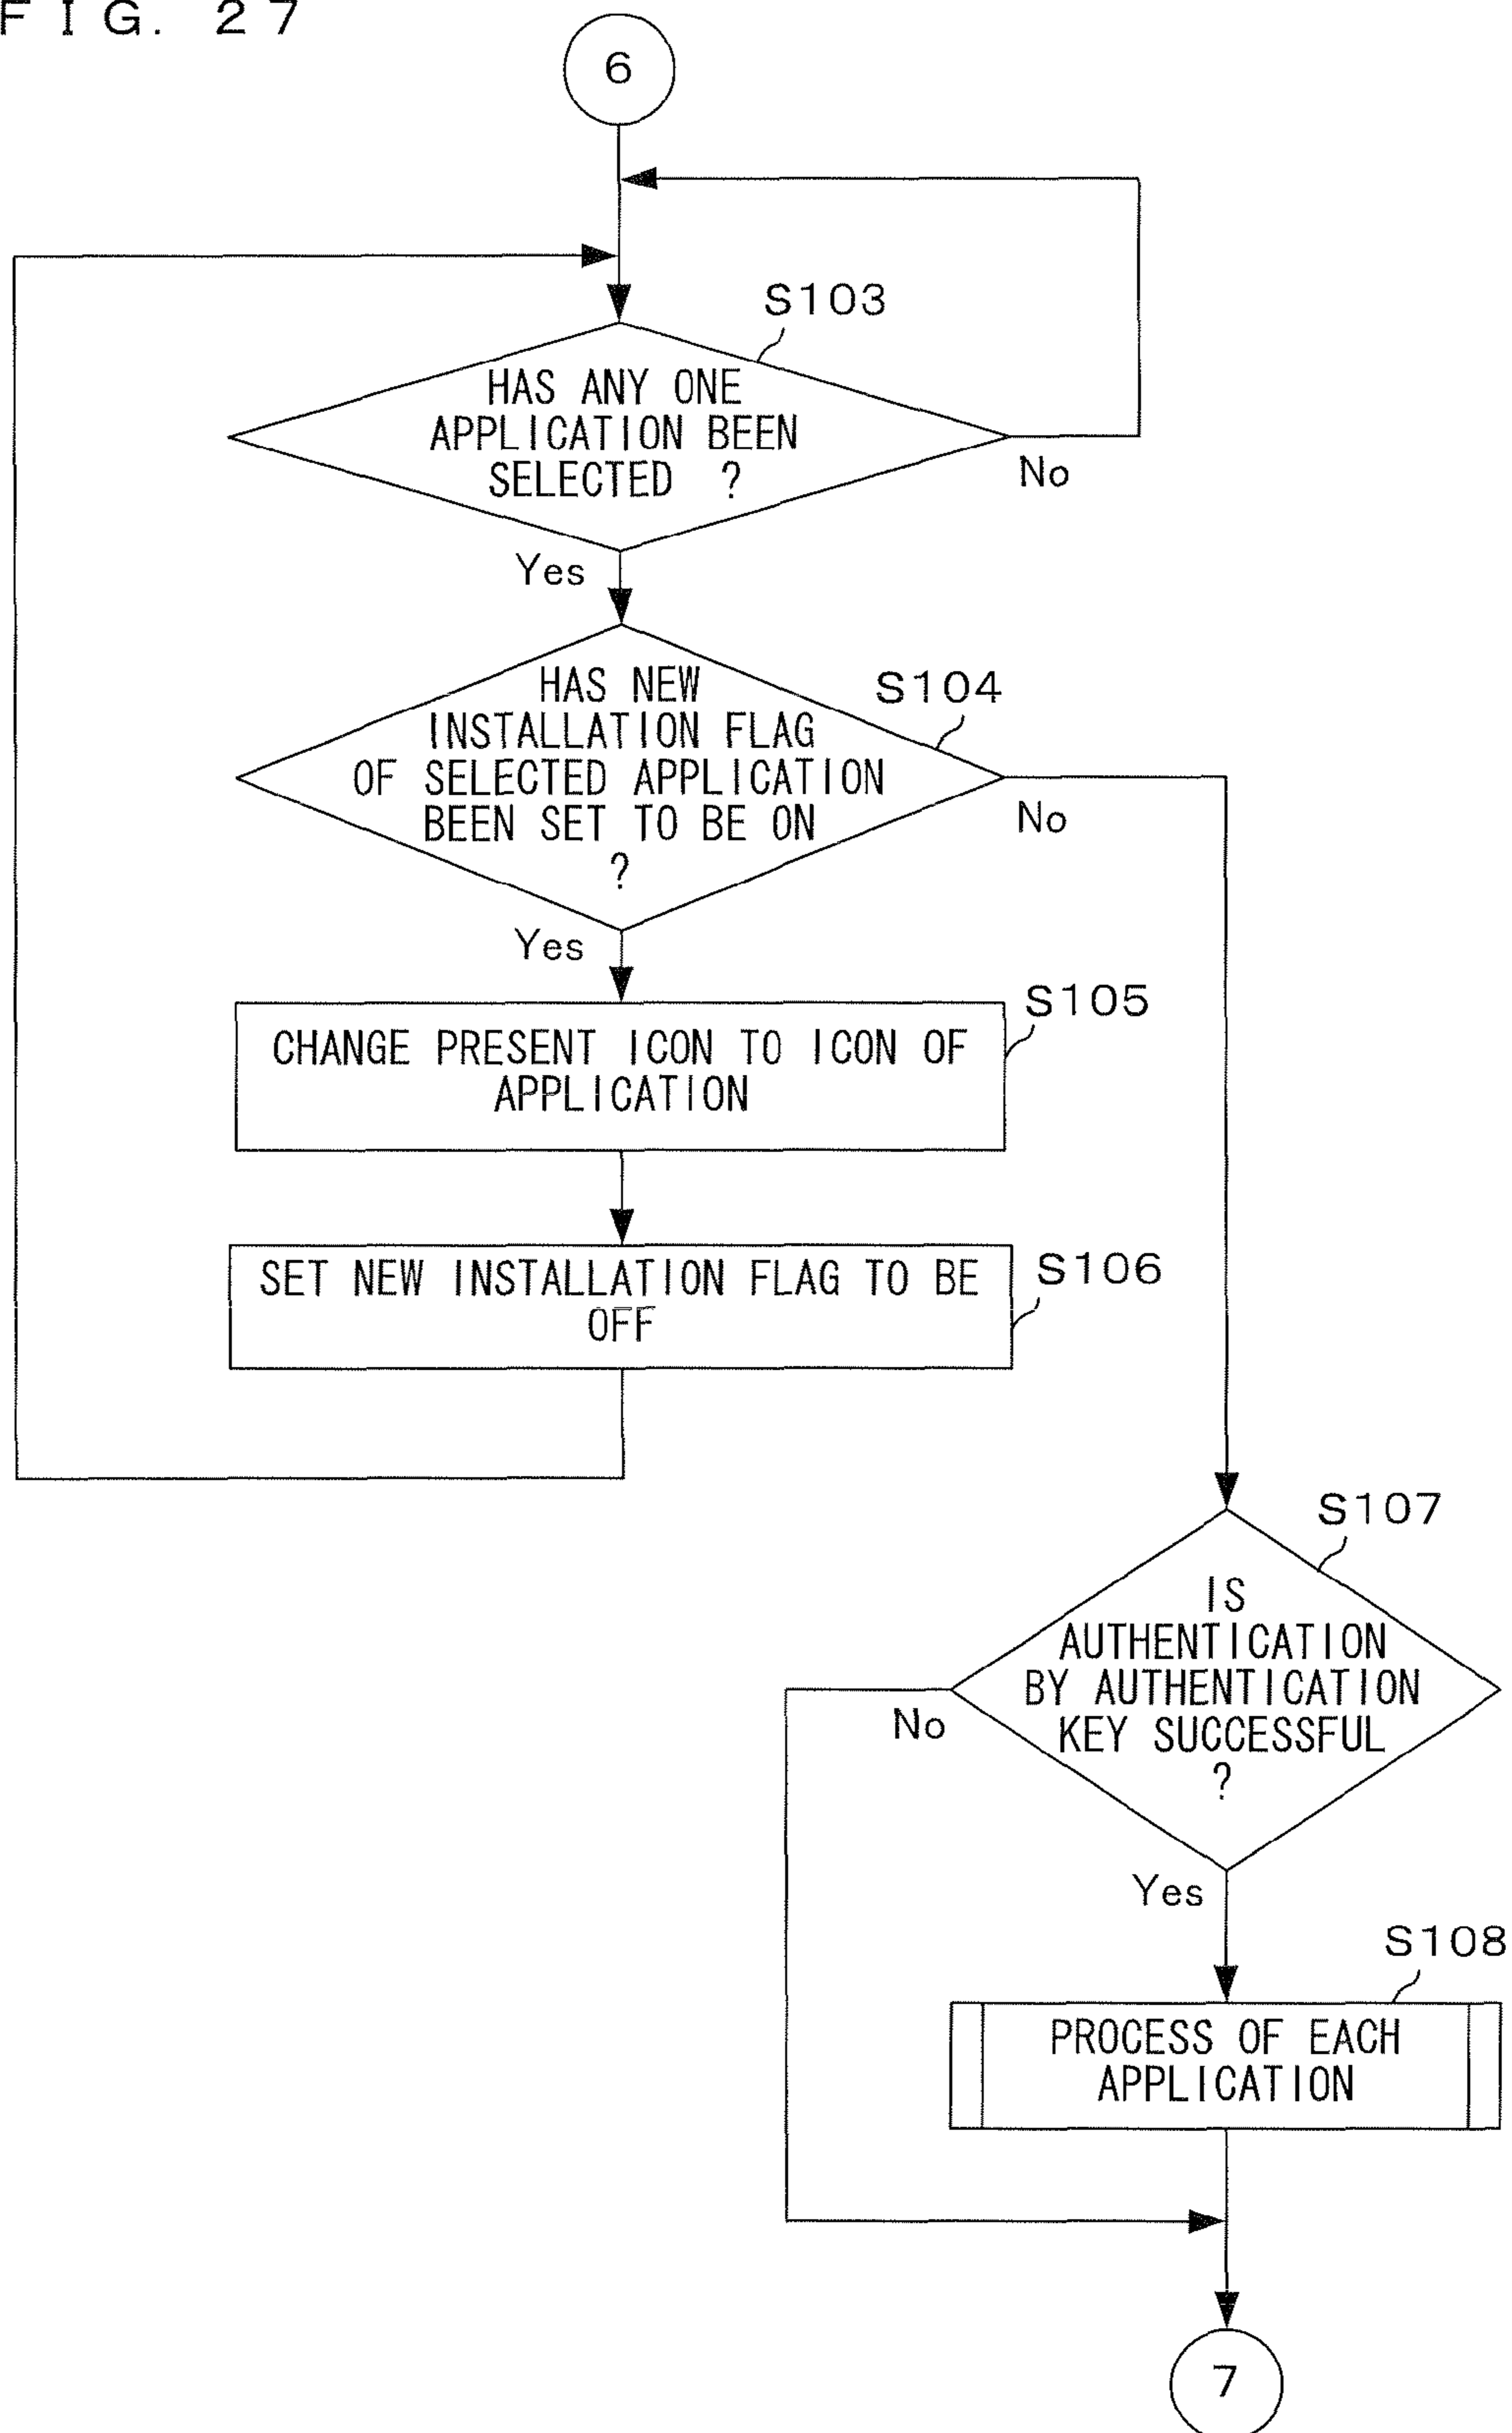 FIG. 27
6
S103
HAS ANY ONE
APPLICATION BEEN
SELECTED ?
No
Yes
HAS NEW
INSTALLATION FLAG
OF SELECTED APPLICATION
BEEN SET TO BE ON
?
S104
No
Yes
S105
CHANGE PRESENT ICON TO ICON OF
APPLICATION
S106
SET NEW INSTALLATION FLAG TO BE
OFF
S107
IS
AUTHENTICATION
BY AUTHENTICATION
KEY SUCCESSFUL
?
No
Yes
S108
PROCESS OF EACH
APPLICATION
7